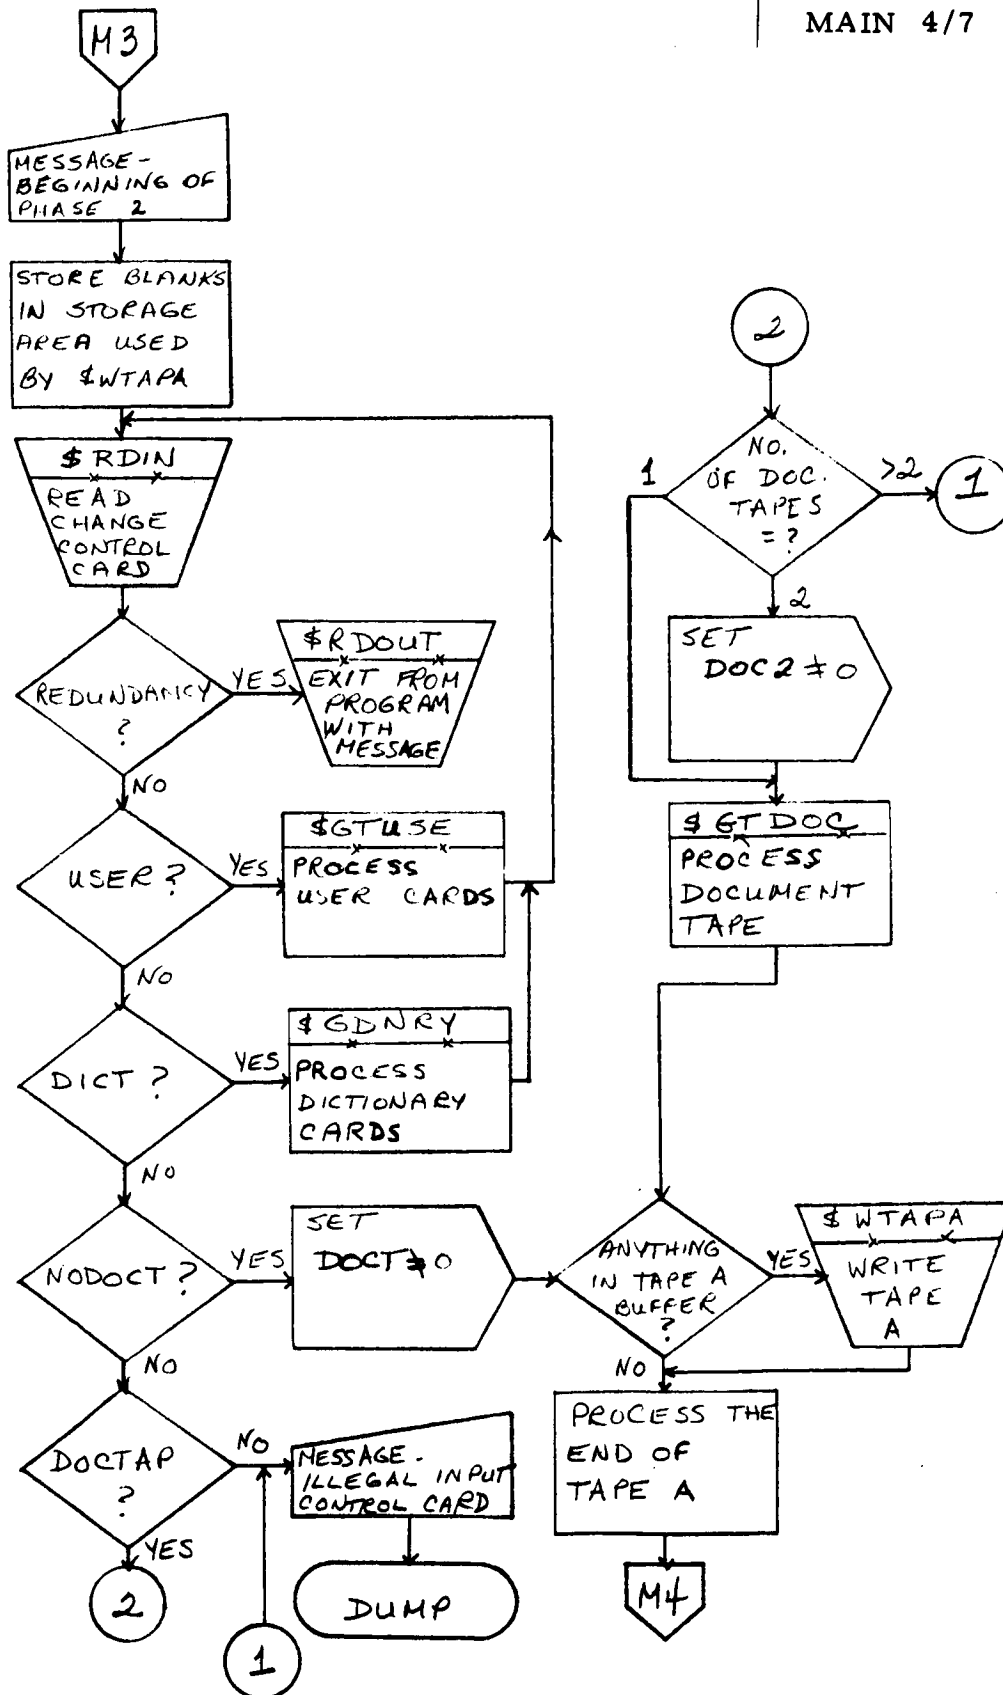 MAIN 4/7
M3
MESSAGE-
BEGINNING OF
PHASE 2
STORE BLANKS
IN STORAGE
AREA USED
BY $WTAPA
$RDIN
READ
CHANGE
CONTROL
CARD
REDUNDANCY
?
YES
$RDOUT
EXIT FROM
PROGRAM
WITH
MESSAGE
NO
USER?
YES
$GTUSE
PROCESS
USER CARDS
NO
DICT?
YES
$GDNRY
PROCESS
DICTIONARY
CARDS
NO
NODOCT?
YES
SET
DOCT ≠ 0
NO
DOCTAP
?
NO
MESSAGE-
ILLEGAL INPUT
CONTROL CARD
YES
2
1
DUMP
2
NO.
OF DOC.
TAPES
= ?
1
>2
1
2
SET
DOC2 ≠ 0
$GTDOC
PROCESS
DOCUMENT
TAPE
ANYTHING
IN TAPE A
BUFFER
?
YES
$WTAPA
WRITE
TAPE
A
NO
PROCESS THE
END OF
TAPE A
M4